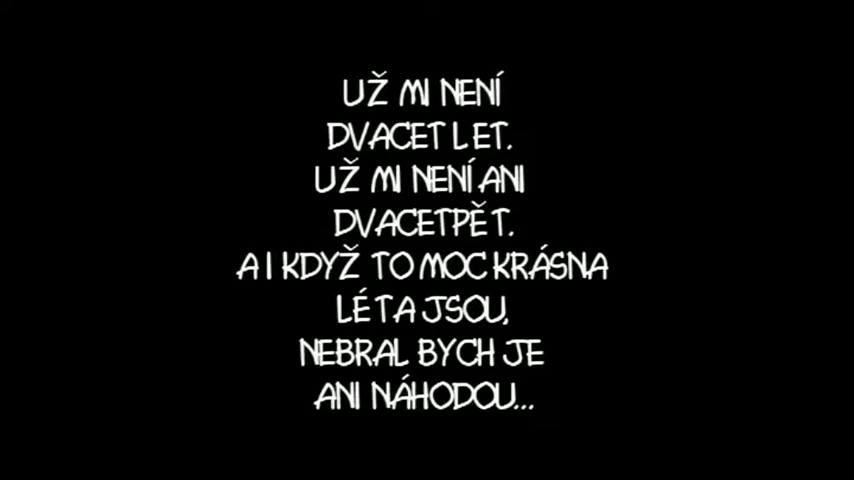 UŽ MI NENÍ
DVACET LET.
UŽ MI NENÍ ANI
DVACETPĚT.
A I KDYŽ TO MOC KRÁSNA
LÉTA JSOU,
NEBRAL BYCH JE
ANI NÁHODOU...